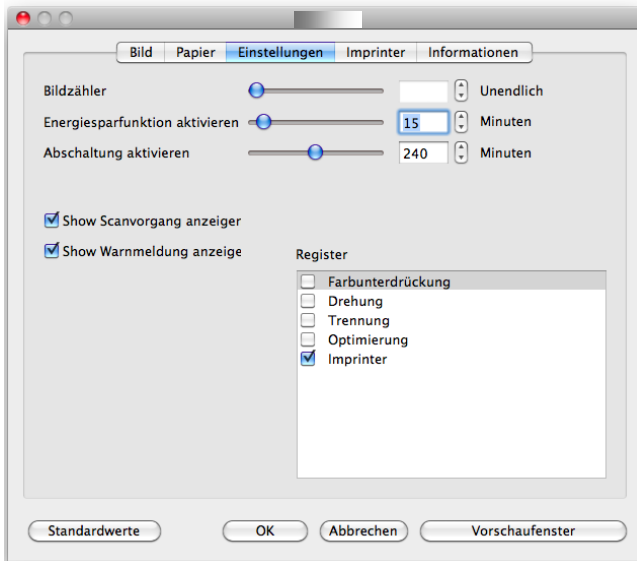 Bild Papier Einstellungen Imprinter Informationen
Bildzähler Unendlich
Energiesparfunktion aktivieren 15 Minuten
Abschaltung aktivieren 240 Minuten
Show Scanvorgang anzeiger
Show Warnmeldung anzeige
Register
Farbunterdrückung
Drehung
Trennung
Optimierung
Imprinter
Standardwerte OK Abbrechen Vorschaufenster